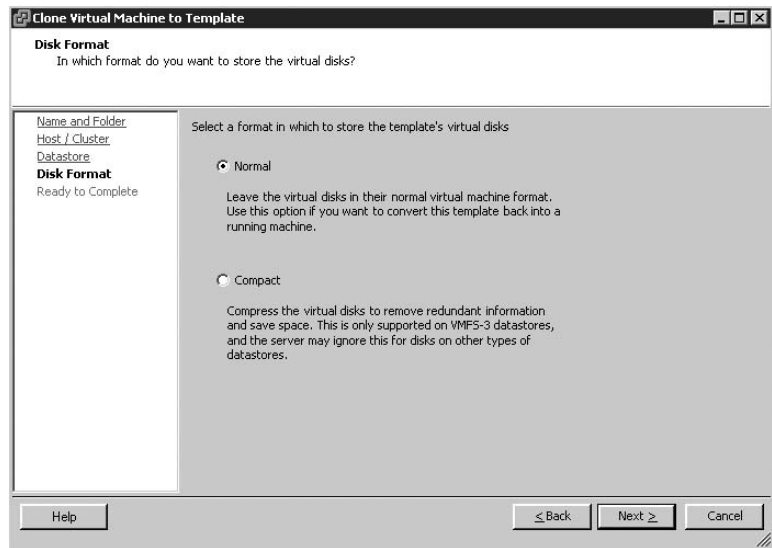 Clone Virtual Machine to Template
Disk Format
In which format do you want to store the virtual disks?
Name and Folder
Host / Cluster
Datastore
Disk Format
Ready to Complete
Select a format in which to store the template's virtual disks
Normal
Leave the virtual disks in their normal virtual machine format.
Use this option if you want to convert this template back into a
running machine.
Compact
Compress the virtual disks to remove redundant information
and save space. This is only supported on VMFS-3 datastores,
and the server may ignore this for disks on other types of
datastores.
Help
< Back
Next >
Cancel